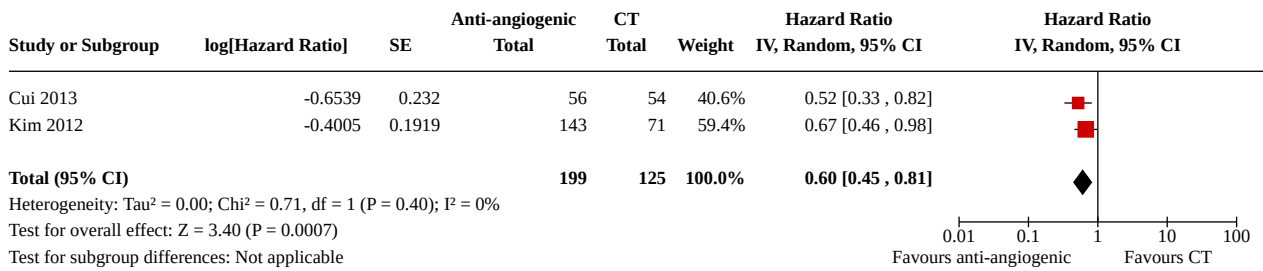 Anti-angiogenic CT Hazard Ratio Hazard Ratio
Study or Subgroup log[Hazard Ratio] SE Total Total Weight IV, Random, 95% CI IV, Random, 95% CI
Cui 2013 -0.6539 0.232 56 54 40.6% 0.52 [0.33 , 0.82]
Kim 2012 -0.4005 0.1919 143 71 59.4% 0.67 [0.46 , 0.98]
Total (95% CI) 199 125 100.0% 0.60 [0.45 , 0.81]
Heterogeneity: Tau² = 0.00; Chi² = 0.71, df = 1 (P = 0.40); I² = 0%
Test for overall effect: Z = 3.40 (P = 0.0007)
0.01 0.1 1 10 100
Test for subgroup differences: Not applicable
Favours anti-angiogenic Favours CT